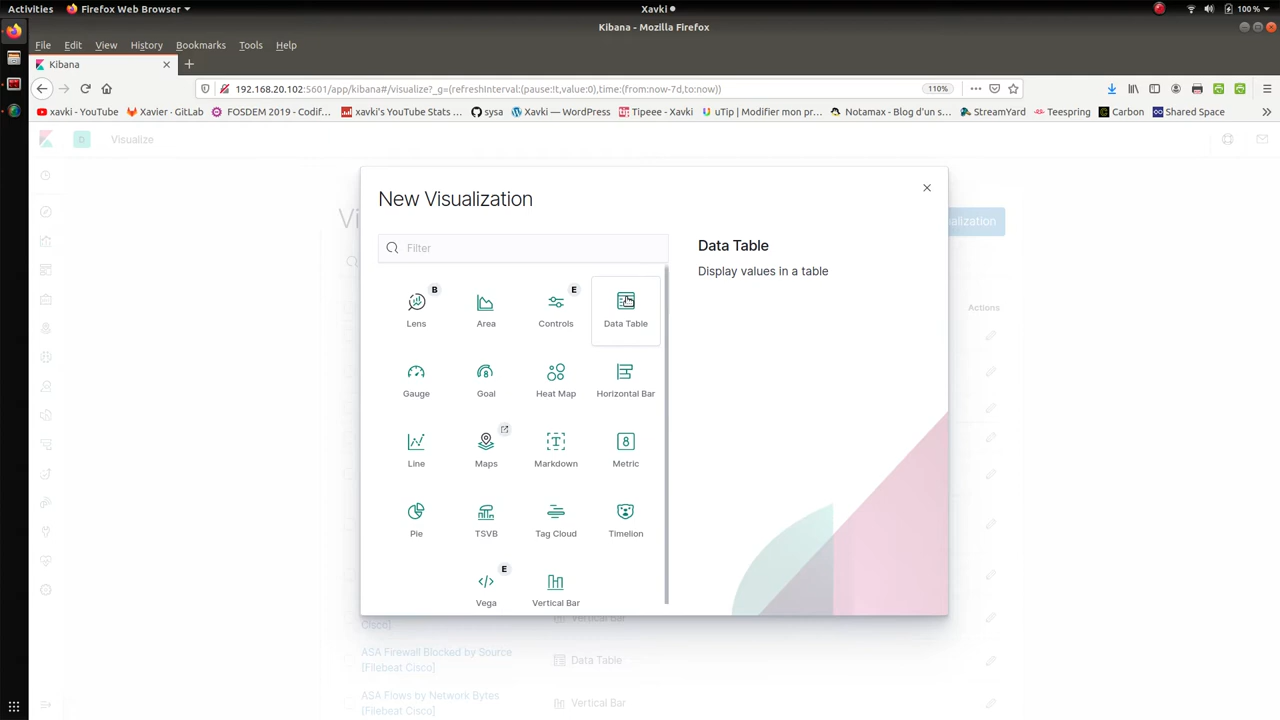 Activities
Firefox Web Browser
Xavki
100 %
Kibana - Mozilla Firefox
File Edit View History Bookmarks Tools Help
Kibana
192.168.20.102:5601/app/kibana#/visualize?_g=(refreshInterval:(pause:!t,value:0),time:(from:now-7d,to:now))
110%
xavki - YouTube
Xavier · GitLab
FOSDEM 2019 - Codif…
xavki's YouTube Stats …
sysa
Xavki — WordPress
Tipeee - Xavki
uTip | Modifier mon pr…
Notamax - Blog d'un s…
StreamYard
Teespring
Carbon
Shared Space
D
Visualize
New Visualization
Filter
Data Table
Display values in a table
B
Lens
Area
E
Controls
Data Table
Gauge
Goal
Heat Map
Horizontal Bar
Line
Maps
Markdown
Metric
Pie
TSVB
Tag Cloud
Timelion
E
Vega
Vertical Bar
Vi
alization
Actions
Cisco]
Vertical Bar
ASA Firewall Blocked by Source
[Filebeat Cisco]
Data Table
ASA Flows by Network Bytes
[Filebeat Cisco]
Vertical Bar